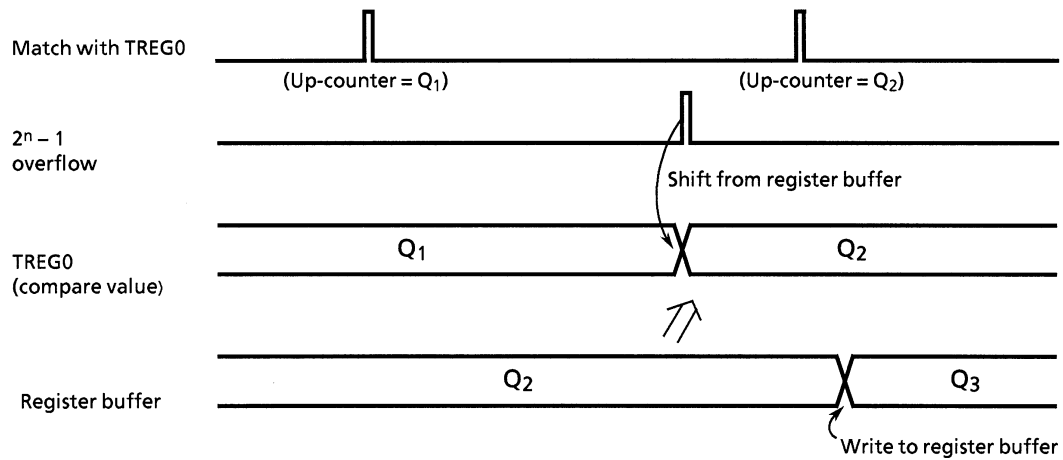 Match with TREG0
(Up-counter = Q₁)
(Up-counter = Q₂)
2ⁿ – 1
overflow
Shift from register buffer
TREG0
(compare value)
Q₁
Q₂
Register buffer
Q₂
Q₃
Write to register buffer